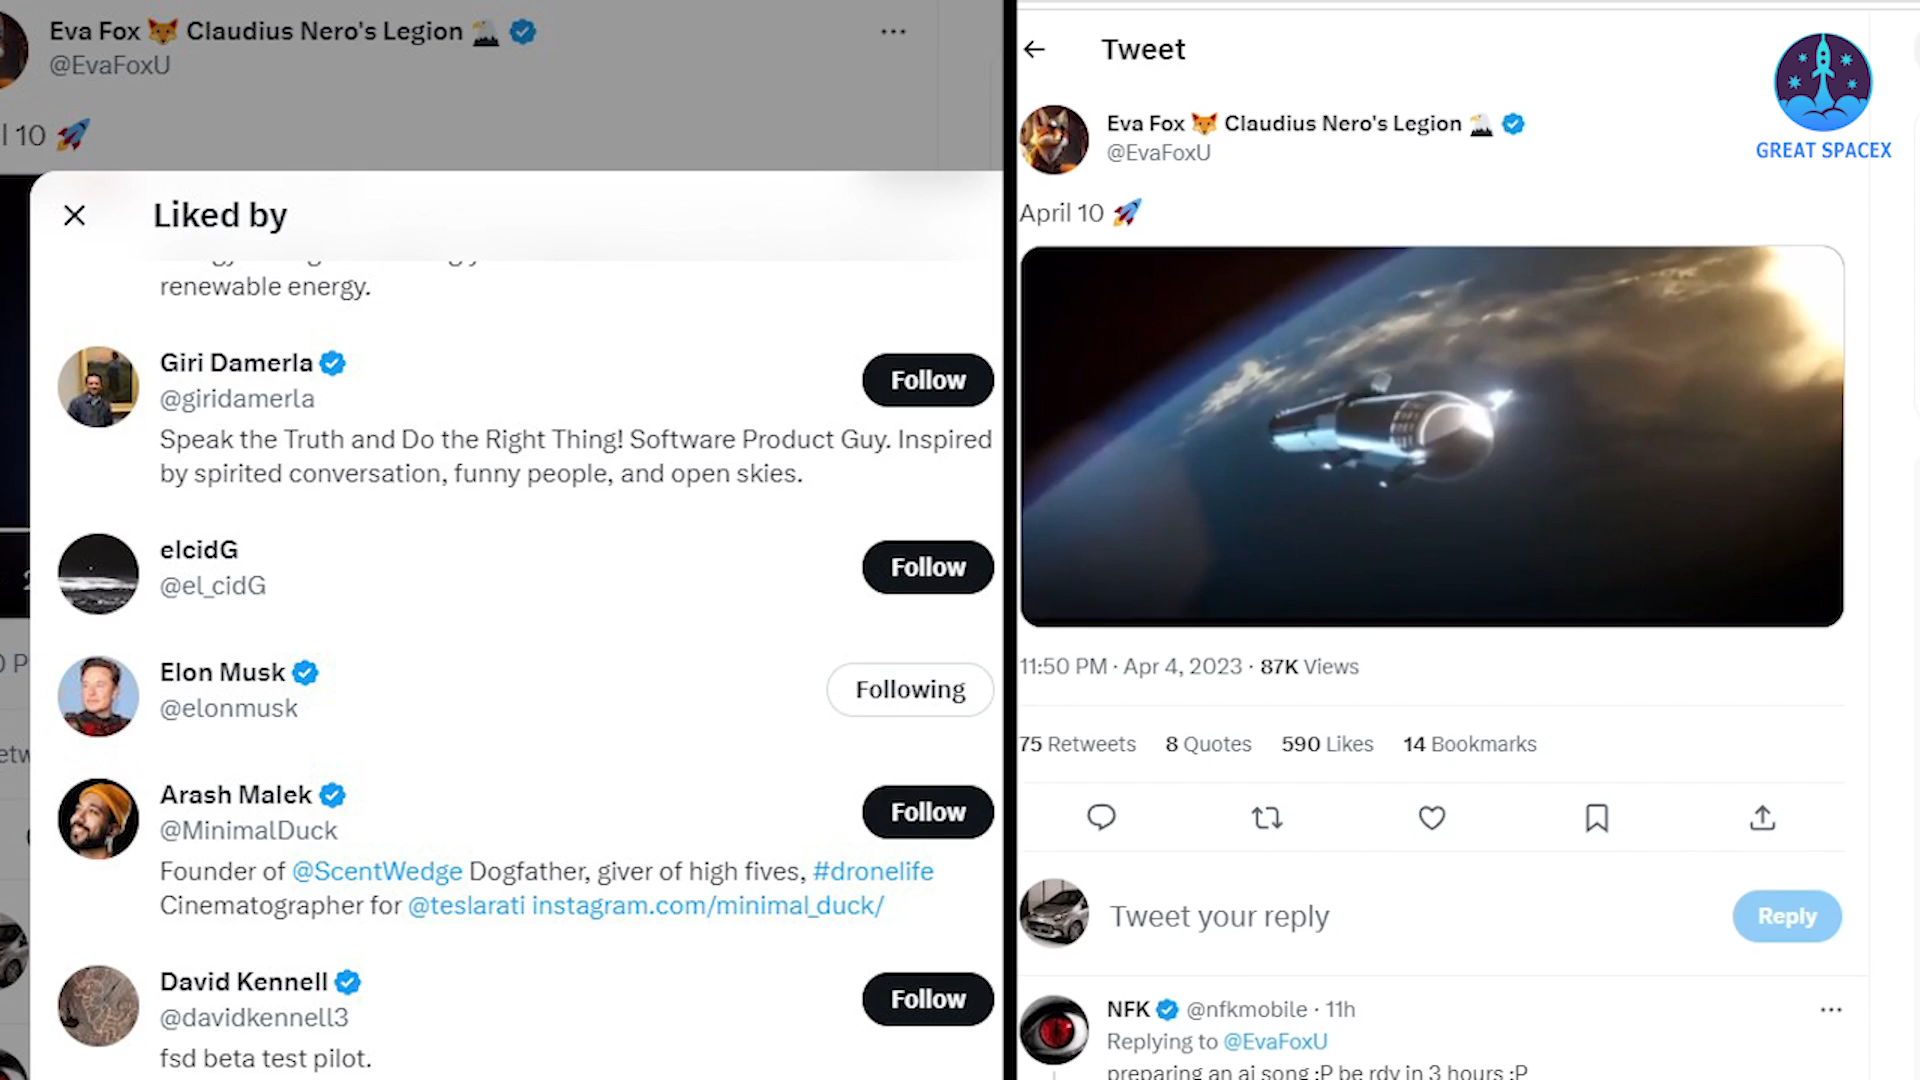 Eva Fox 🦊 Claudius Nero's Legion 🦅
@EvaFoxU
l 10 🚀
Liked by
renewable energy.
Giri Damerla
@giridamerla
Follow
Speak the Truth and Do the Right Thing! Software Product Guy. Inspired
by spirited conversation, funny people, and open skies.
elcidG
@el_cidG
Follow
Elon Musk
@elonmusk
Following
Arash Malek
@MinimalDuck
Follow
Founder of @ScentWedge Dogfather, giver of high fives, #dronelife
Cinematographer for @teslarati instagram.com/minimal_duck/
David Kennell
@davidkennell3
Follow
fsd beta test pilot.
Tweet
GREAT SPACEX
Eva Fox 🦊 Claudius Nero's Legion 🦅
@EvaFoxU
April 10 🚀
11:50 PM · Apr 4, 2023 · 87K Views
75 Retweets 8 Quotes 590 Likes 14 Bookmarks
Tweet your reply
Reply
NFK @nfkmobile · 11h
Replying to @EvaFoxU
preparing an ai song :P be rdy in 3 hours :P